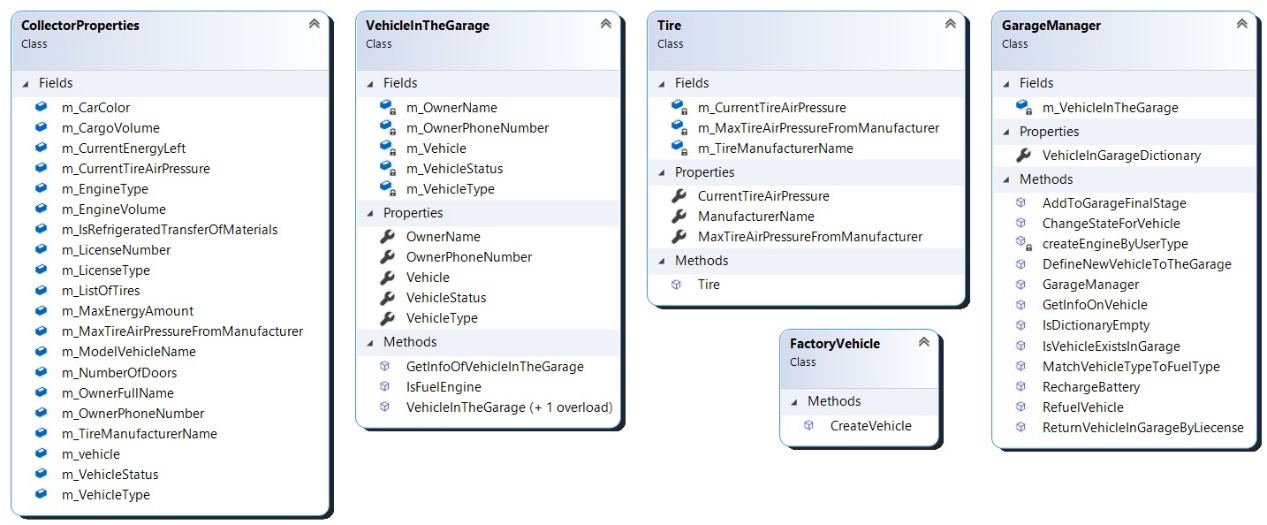 CollectorProperties
Class
Fields
m_CarColor
m_CargoVolume
m_CurrentEnergyLeft
m_CurrentTireAirPressure
m_EngineType
m_EngineVolume
m_IsRefrigeratedTransferOfMaterials
m_LicenseNumber
m_LicenseType
m_ListOfTires
m_MaxEnergyAmount
m_MaxTireAirPressureFromManufacturer
m_ModelVehicleName
m_NumberOfDoors
m_OwnerFullName
m_OwnerPhoneNumber
m_TireManufacturerName
m_vehicle
m_VehicleStatus
m_VehicleType
VehicleInTheGarage
Class
Fields
m_OwnerName
m_OwnerPhoneNumber
m_Vehicle
m_VehicleStatus
m_VehicleType
Properties
OwnerName
OwnerPhoneNumber
Vehicle
VehicleStatus
VehicleType
Methods
GetInfoOfVehicleInTheGarage
IsFuelEngine
VehicleInTheGarage (+ 1 overload)
Tire
Class
Fields
m_CurrentTireAirPressure
m_MaxTireAirPressureFromManufacturer
m_TireManufacturerName
Properties
CurrentTireAirPressure
ManufacturerName
MaxTireAirPressureFromManufacturer
Methods
Tire
FactoryVehicle
Class
Methods
CreateVehicle
GarageManager
Class
Fields
m_VehicleInTheGarage
Properties
VehicleInGarageDictionary
Methods
AddToGarageFinalStage
ChangeStateForVehicle
createEngineByUserType
DefineNewVehicleToTheGarage
GarageManager
GetInfoOnVehicle
IsDictionaryEmpty
IsVehicleExistsInGarage
MatchVehicleTypeToFuelType
RechargeBattery
RefuelVehicle
ReturnVehicleInGarageByLiecense